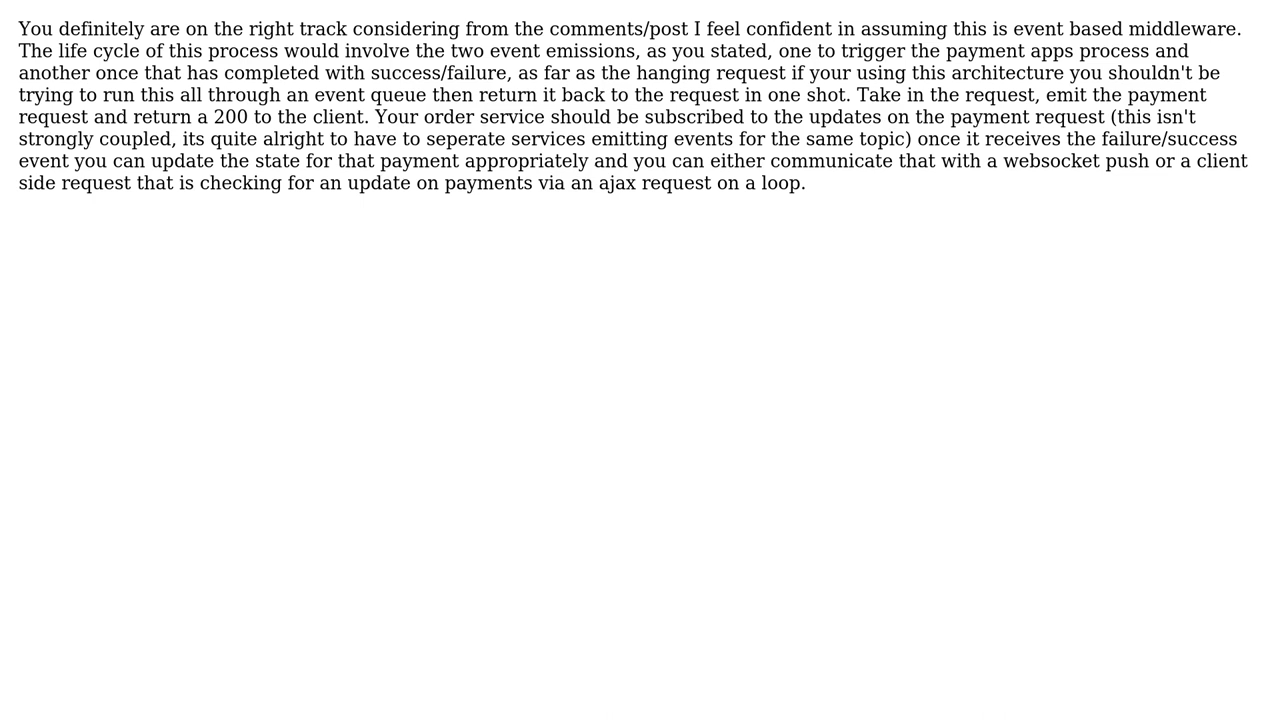 You definitely are on the right track considering from the comments/post I feel confident in assuming this is event based middleware.
The life cycle of this process would involve the two event emissions, as you stated, one to trigger the payment apps process and
another once that has completed with success/failure, as far as the hanging request if your using this architecture you shouldn't be
trying to run this all through an event queue then return it back to the request in one shot. Take in the request, emit the payment
request and return a 200 to the client. Your order service should be subscribed to the updates on the payment request (this isn't
strongly coupled, its quite alright to have to seperate services emitting events for the same topic) once it receives the failure/success
event you can update the state for that payment appropriately and you can either communicate that with a websocket push or a client
side request that is checking for an update on payments via an ajax request on a loop.